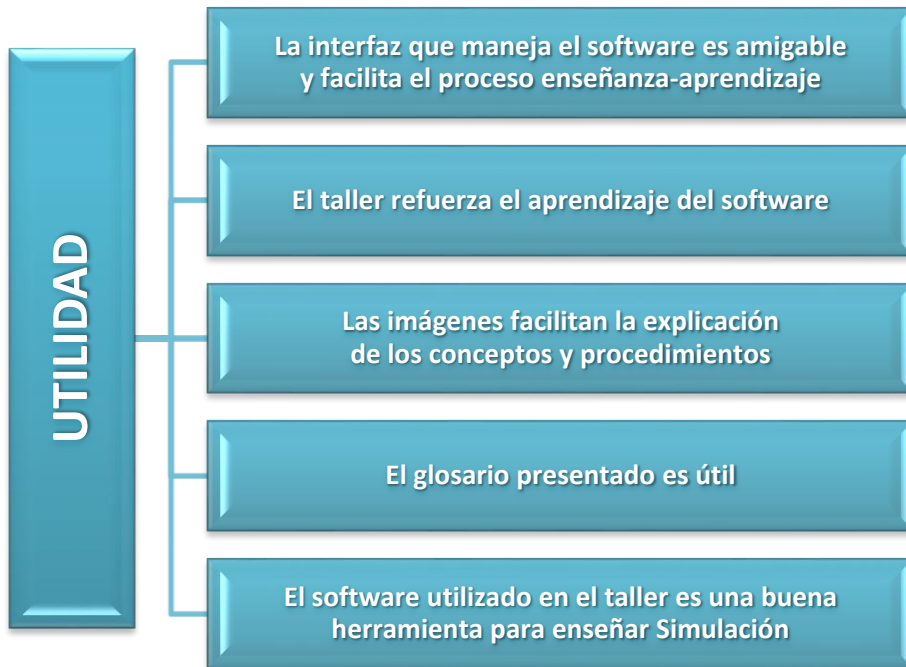 UTILIDAD
La interfaz que maneja el software es amigable
y facilita el proceso enseñanza-aprendizaje
El taller refuerza el aprendizaje del software
Las imágenes facilitan la explicación
de los conceptos y procedimientos
El glosario presentado es útil
El software utilizado en el taller es una buena
herramienta para enseñar Simulación